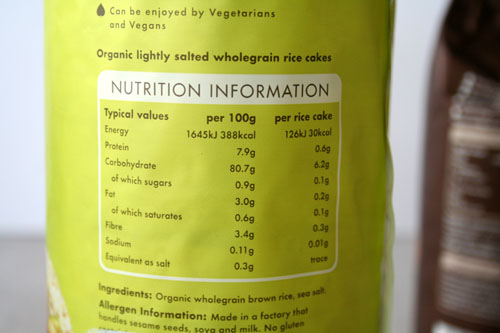 Can be enjoyed by Vegetarians
and Vegans
Organic lightly salted wholegrain rice cakes
NUTRITION INFORMATION
Typical values per 100g per rice cake
Energy 1645kJ 388kcal 126kJ 30kcal
Protein 7.9g 0.6g
Carbohydrate 80.7g 6.2g
of which sugars 0.9g 0.1g
Fat 3.0g 0.2g
of which saturates 0.6g 0.1g
Fibre 3.4g 0.3g
Sodium 0.11g 0.01g
Equivalent as salt 0.3g trace
Ingredients: Organic wholegrain brown rice, sea salt.
Allergen Information: Made in a factory that
handles sesame seeds, soya and milk. No gluten